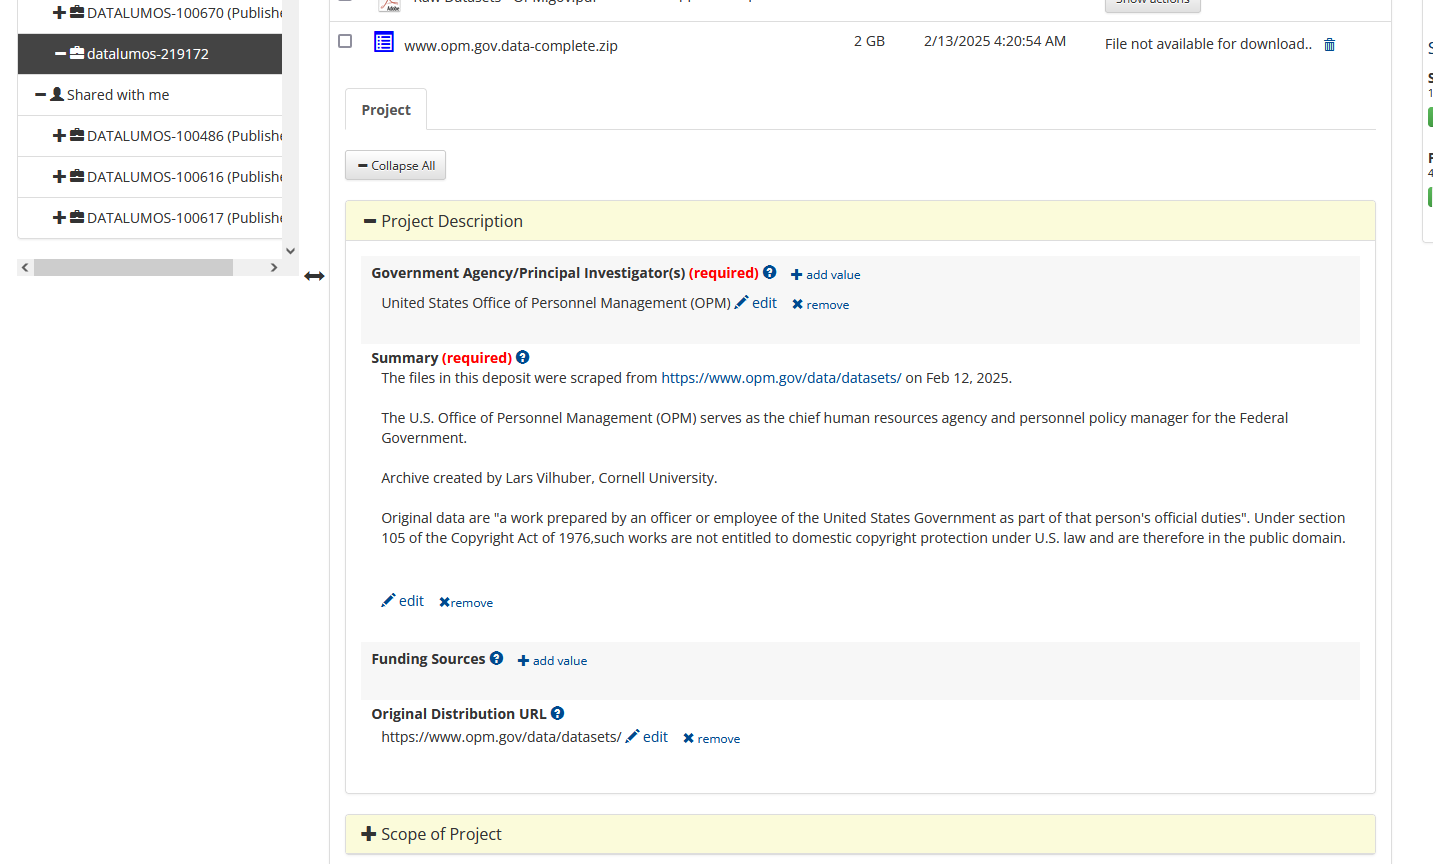 DATALUMOS-100670 (Publishe
datalumos-219172
Shared with me
DATALUMOS-100486 (Publishe
DATALUMOS-100616 (Publishe
DATALUMOS-100617 (Publishe
www.opm.gov.data-complete.zip 2 GB 2/13/2025 4:20:54 AM File not available for download..
Project
Collapse All
Project Description
Government Agency/Principal Investigator(s) (required) ? add value
United States Office of Personnel Management (OPM) edit remove
Summary (required) ?
The files in this deposit were scraped from https://www.opm.gov/data/datasets/ on Feb 12, 2025.
The U.S. Office of Personnel Management (OPM) serves as the chief human resources agency and personnel policy manager for the Federal
Government.
Archive created by Lars Vilhuber, Cornell University.
Original data are "a work prepared by an officer or employee of the United States Government as part of that person's official duties". Under section
105 of the Copyright Act of 1976,such works are not entitled to domestic copyright protection under U.S. law and are therefore in the public domain.
edit remove
Funding Sources ? add value
Original Distribution URL ?
https://www.opm.gov/data/datasets/ edit remove
Scope of Project